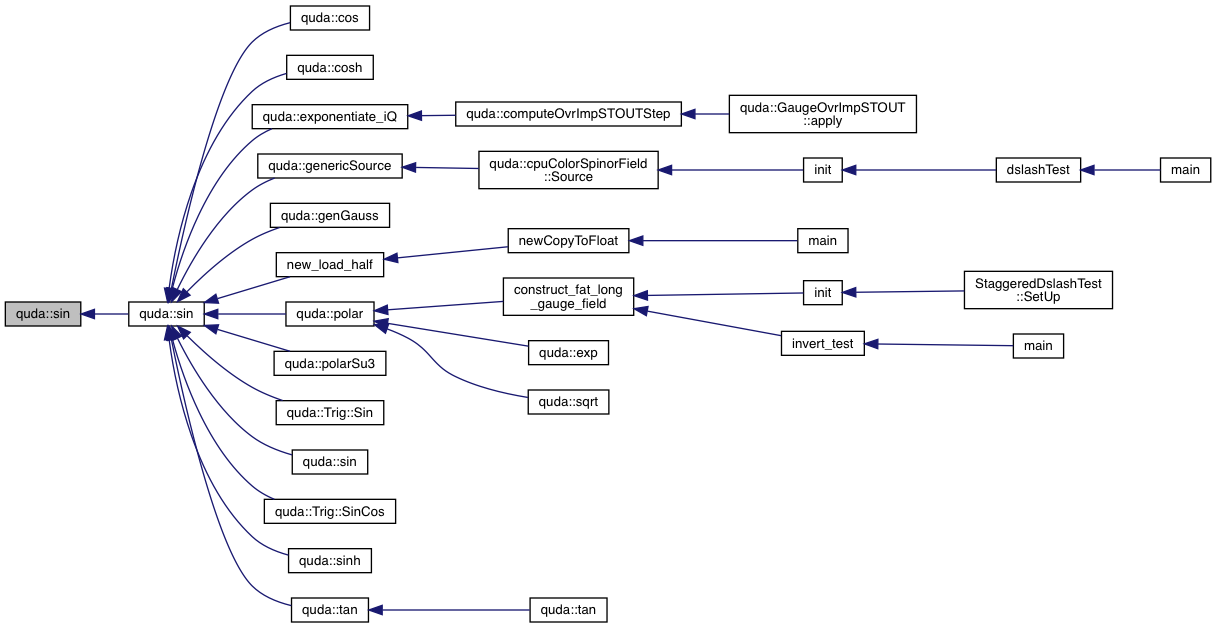 quda::cos
quda::cosh
quda::exponentiate_iQ
quda::computeOvrImpSTOUTStep
quda::GaugeOvrImpSTOUT
::apply
quda::genericSource
quda::cpuColorSpinorField
::Source
init
dslashTest
main
quda::genGauss
new_load_half
newCopyToFloat
main
quda::sin
quda::sin
quda::polar
construct_fat_long
_gauge_field
init
StaggeredDslashTest
::SetUp
invert_test
main
quda::exp
quda::sqrt
quda::polarSu3
quda::Trig::Sin
quda::sin
quda::Trig::SinCos
quda::sinh
quda::tan
quda::tan